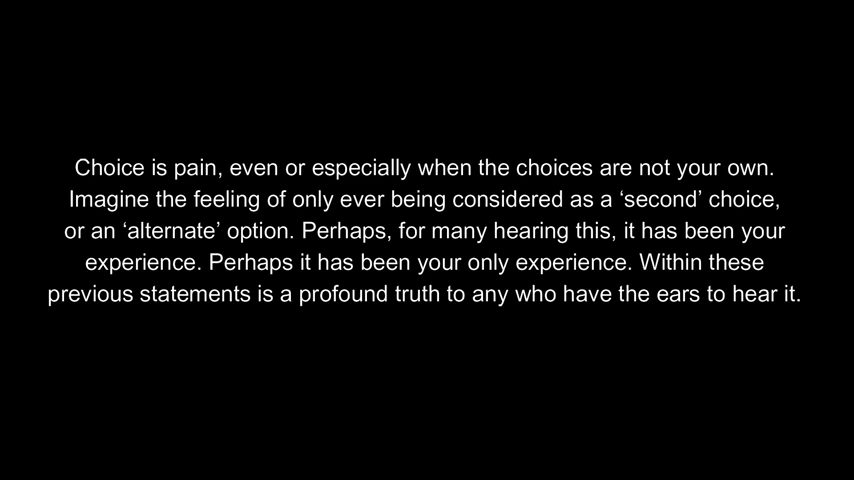 Choice is pain, even or especially when the choices are not your own.
Imagine the feeling of only ever being considered as a ‘second’ choice,
or an ‘alternate’ option. Perhaps, for many hearing this, it has been your
experience. Perhaps it has been your only experience. Within these
previous statements is a profound truth to any who have the ears to hear it.